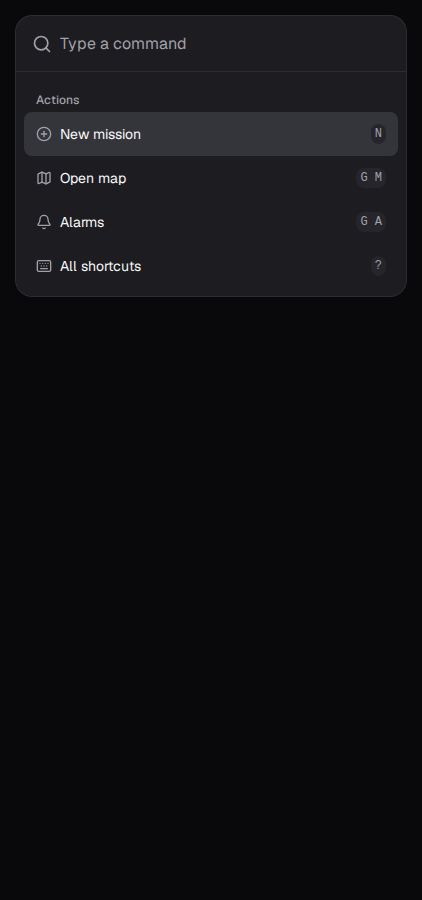 Type a command
Actions
New mission N
Open map G M
Alarms G A
All shortcuts ?